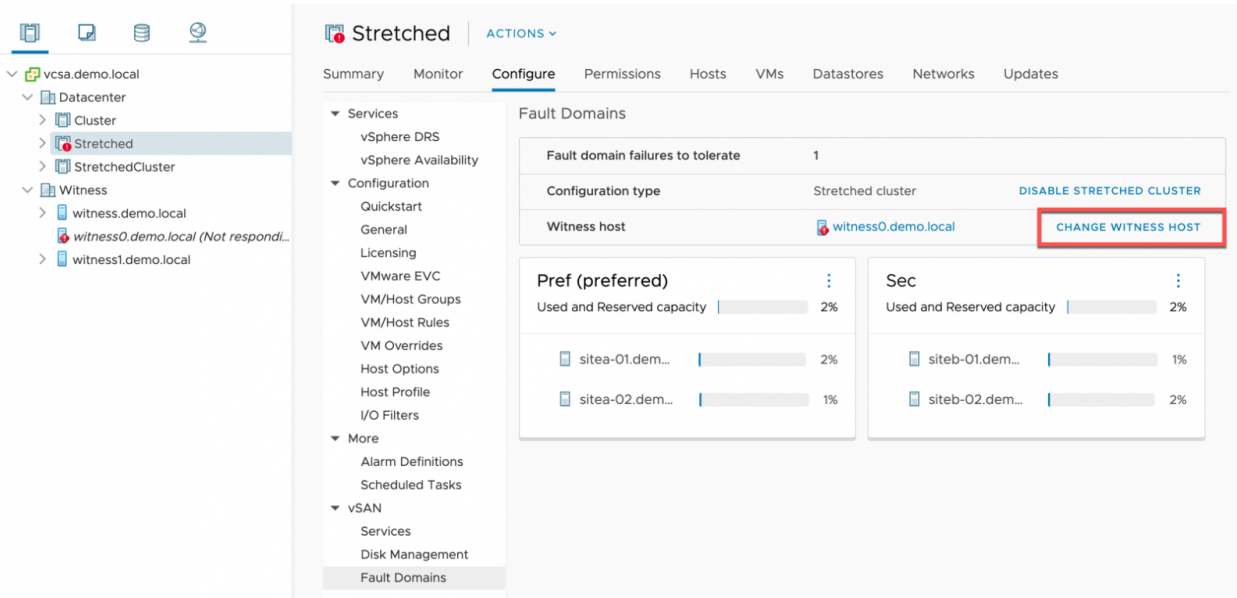 Stretched
ACTIONS
Summary Monitor Configure Permissions Hosts VMs Datastores Networks Updates
vcsa.demo.local
Datacenter
Cluster
Stretched
StretchedCluster
Witness
witness.demo.local
witness0.demo.local (Not respondi...
witness1.demo.local
Services
vSphere DRS
vSphere Availability
Configuration
Quickstart
General
Licensing
VMware EVC
VM/Host Groups
VM/Host Rules
VM Overrides
Host Options
Host Profile
I/O Filters
More
Alarm Definitions
Scheduled Tasks
vSAN
Services
Disk Management
Fault Domains
Fault Domains
Fault domain failures to tolerate 1
Configuration type Stretched cluster DISABLE STRETCHED CLUSTER
Witness host witness0.demo.local CHANGE WITNESS HOST
Pref (preferred)
Used and Reserved capacity 2%
sitea-01.dem... 2%
sitea-02.dem... 1%
Sec
Used and Reserved capacity 2%
siteb-01.dem... 1%
siteb-02.dem... 2%